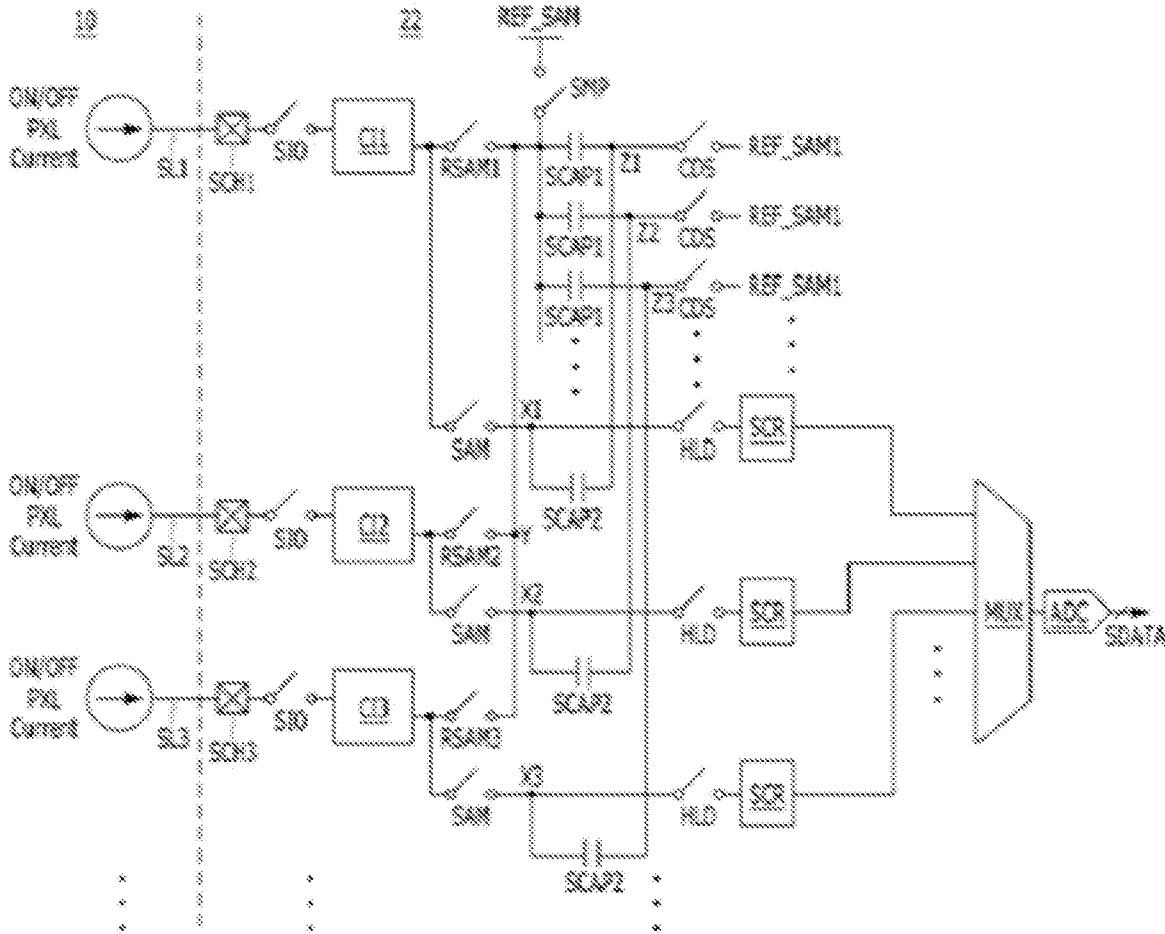 10
22
REF_SAM
SMP
ON/OFF
PXL
Current
SL1
SCH1
SIO
CI1
RSAM1
SCAP1
Z1
CDS
REF_SAM1
SCAP1
Z2
CDS
REF_SAM1
SCAP1
Z3
CDS
REF_SAM1
SAM
X1
HLD
SCR
SCAP2
ON/OFF
PXL
Current
SL2
SCH2
SIO
CI2
RSAM2
Y
SAM
X2
HLD
SCR
SCAP2
MUX
ADC
SDATA
ON/OFF
PXL
Current
SL3
SCH3
SIO
CI3
RSAM3
SAM
X3
HLD
SCR
SCAP2